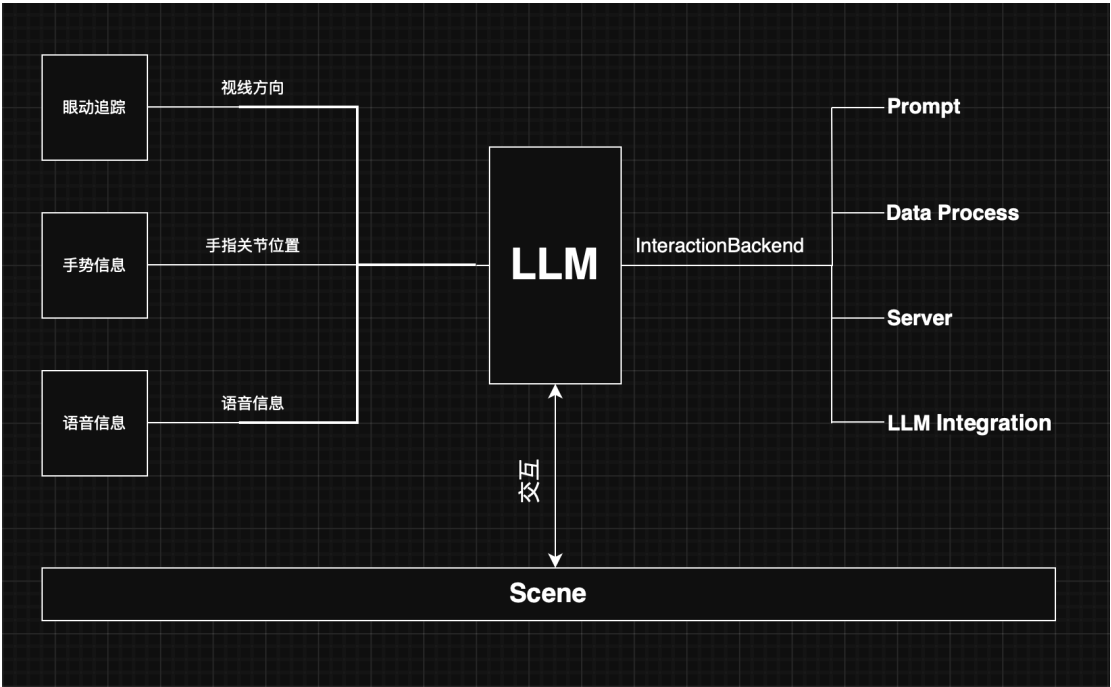 眼动追踪
视线方向
手势信息
手指关节位置
语音信息
语音信息
LLM
InteractionBackend
Prompt
Data Process
Server
LLM Integration
交互
Scene